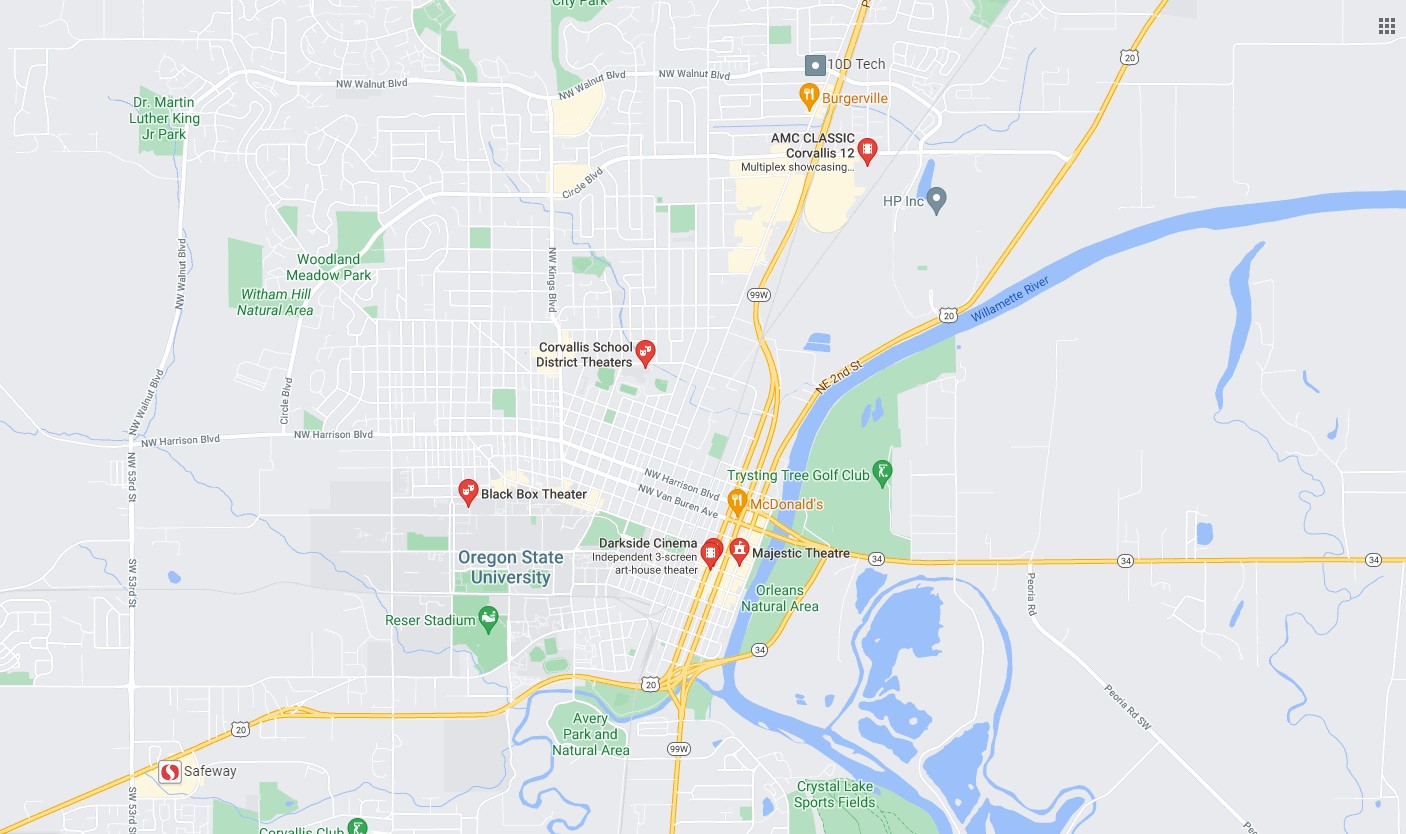 City Park
20
10D Tech
NW Walnut Blvd
NW Walnut Blvd
NW Walnut Blvd
Burgerville
Dr. Martin
Luther King
Jr Park
AMC CLASSIC
Corvallis 12
Multiplex showcasing...
Circle Blvd
HP Inc
NW Walnut Blvd
NW Kings Blvd
Woodland
Meadow Park
Witham Hill
Natural Area
99W
Willamette River
20
Corvallis School
District Theaters
NE 2nd St
NW Walnut Blvd
Circle Blvd
NW Harrison Blvd
NW Harrison Blvd
NW 53rd St
NW Harrison Blvd
NW Van Buren Ave
Trysting Tree Golf Club
McDonald's
Black Box Theater
Darkside Cinema
Independent 3-screen
art-house theater
Majestic Theatre
Oregon State
University
34
34
34
SW 53rd St
Orleans
Natural Area
Peoria Rd
Reser Stadium
34
20
Peoria Rd SW
20
Avery
Park and
Natural Area
99W
Safeway
SW 53rd St
Crystal Lake
Sports Fields
Corvallis Club